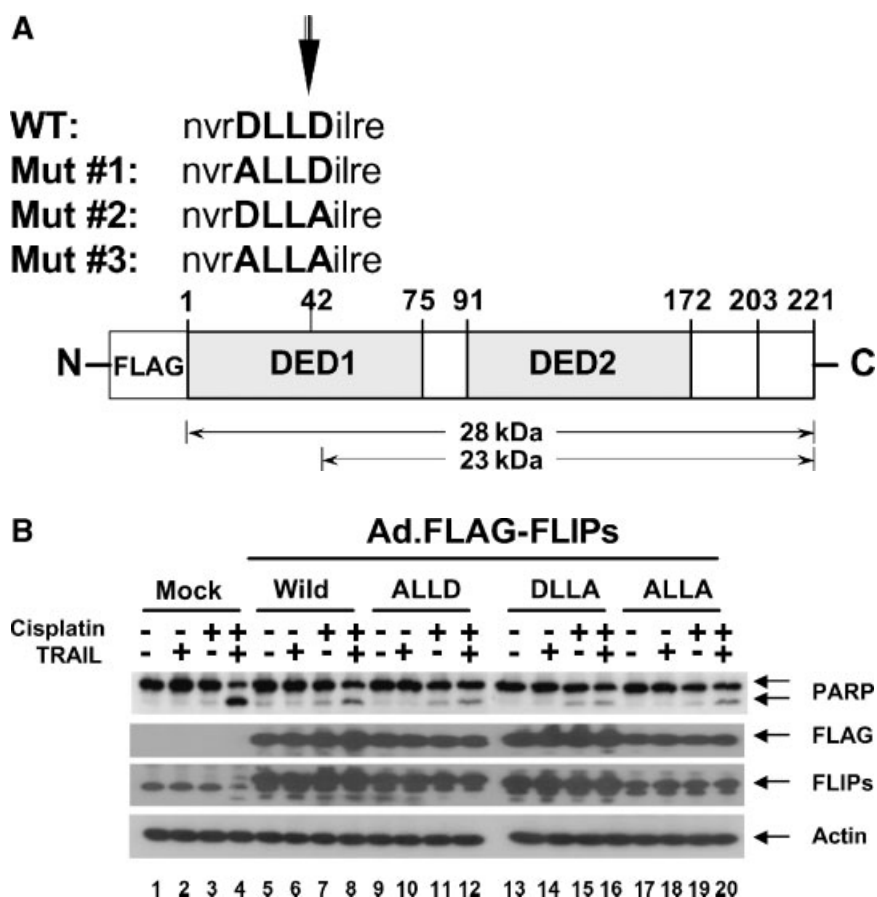 A
WT: nvrDLLDilre
Mut #1: nvrALLDilre
Mut #2: nvrDLLAilre
Mut #3: nvrALLAilre
1 42 75 91 172 203 221
N FLAG DED1 DED2 C
28 kDa
23 kDa
B
Ad.FLAG-FLIPs
Mock Wild ALLD DLLA ALLA
Cisplatin - - + + - - + + - - + + - - + + - - + +
TRAIL - + - + - + - + - + - + - + - + - + - +
PARP
FLAG
FLIPs
Actin
1 2 3 4 5 6 7 8 9 10 11 12 13 14 15 16 17 18 19 20